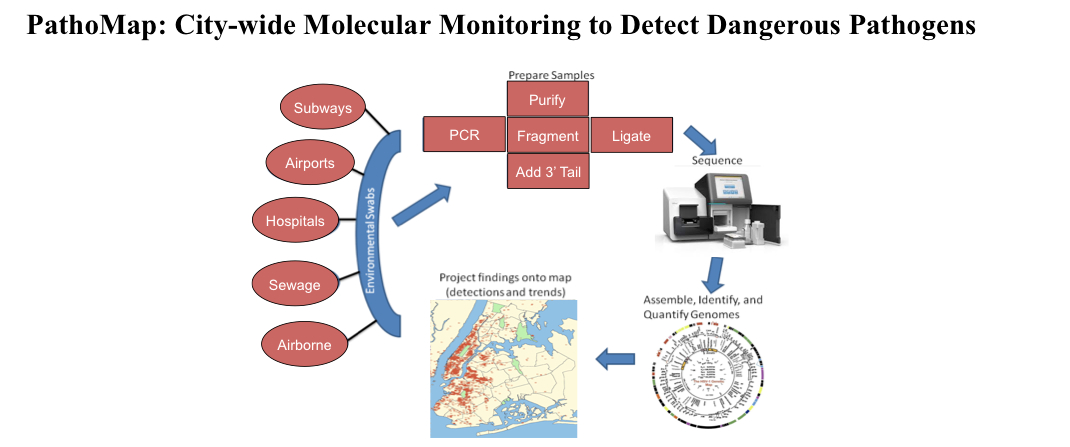 PathoMap: City-wide Molecular Monitoring to Detect Dangerous Pathogens
Subways
Airports
Hospitals
Sewage
Airborne
Environmental Swabs
Prepare Samples
Purify
PCR
Fragment
Ligate
Add 3' Tail
Sequence
Assemble, Identify, and
Quantify Genomes
Project findings onto map
(detections and trends)